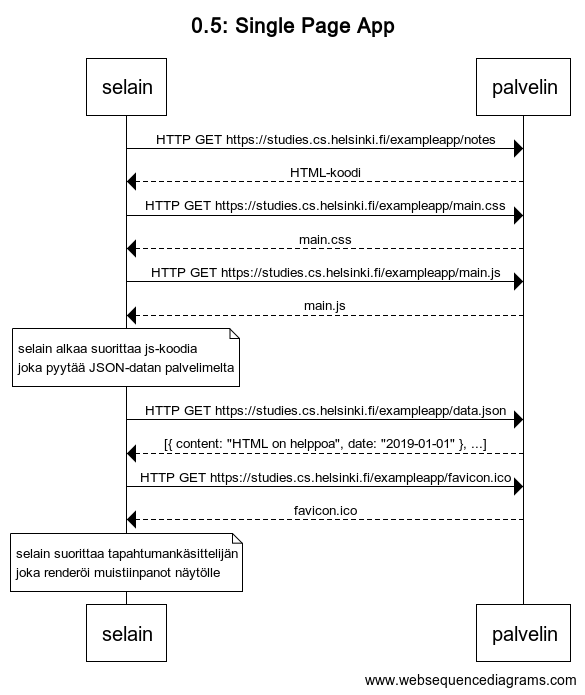 0.5: Single Page App
selain
palvelin
HTTP GET https://studies.cs.helsinki.fi/exampleapp/notes
HTML-koodi
HTTP GET https://studies.cs.helsinki.fi/exampleapp/main.css
main.css
HTTP GET https://studies.cs.helsinki.fi/exampleapp/main.js
main.js
selain alkaa suorittaa js-koodia
joka pyytää JSON-datan palvelimelta
HTTP GET https://studies.cs.helsinki.fi/exampleapp/data.json
[{ content: "HTML on helppoa", date: "2019-01-01" }, ...]
HTTP GET https://studies.cs.helsinki.fi/exampleapp/favicon.ico
favicon.ico
selain suorittaa tapahtumankäsittelijän
joka renderöi muistiinpanot näytölle
selain
palvelin
www.websequencediagrams.com